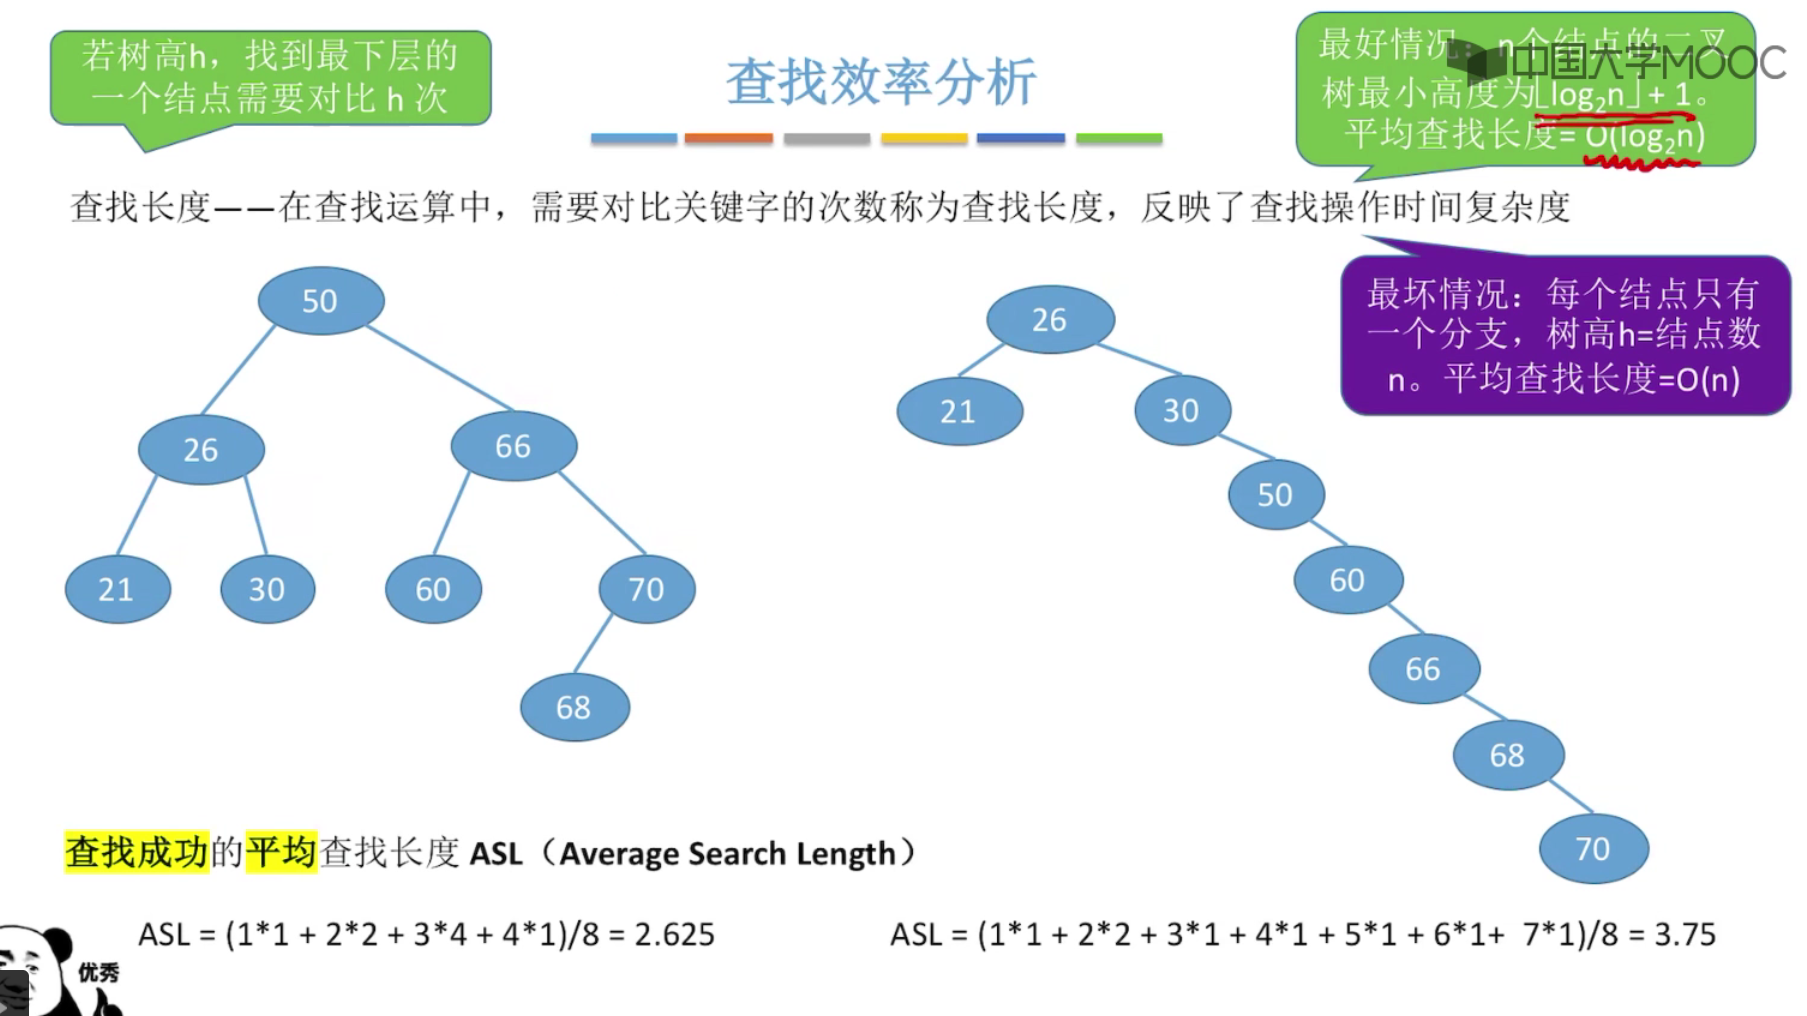 若树高h，找到最下层的
一个结点需要对比 h 次
查找效率分析
最好情况：n个结点的二叉
树最小高度为⌊log₂n⌋ + 1。
平均查找长度= O(log₂n)
中国大学MOOC
查找长度——在查找运算中，需要对比关键字的次数称为查找长度，反映了查找操作时间复杂度
最坏情况：每个结点只有
一个分支，树高h=结点数
n。平均查找长度=O(n)
50
26
66
21
30
60
70
68
26
21
30
50
60
66
68
70
查找成功的平均查找长度 ASL（Average Search Length）
ASL = (1*1 + 2*2 + 3*4 + 4*1)/8 = 2.625
ASL = (1*1 + 2*2 + 3*1 + 4*1 + 5*1 + 6*1+ 7*1)/8 = 3.75
优秀